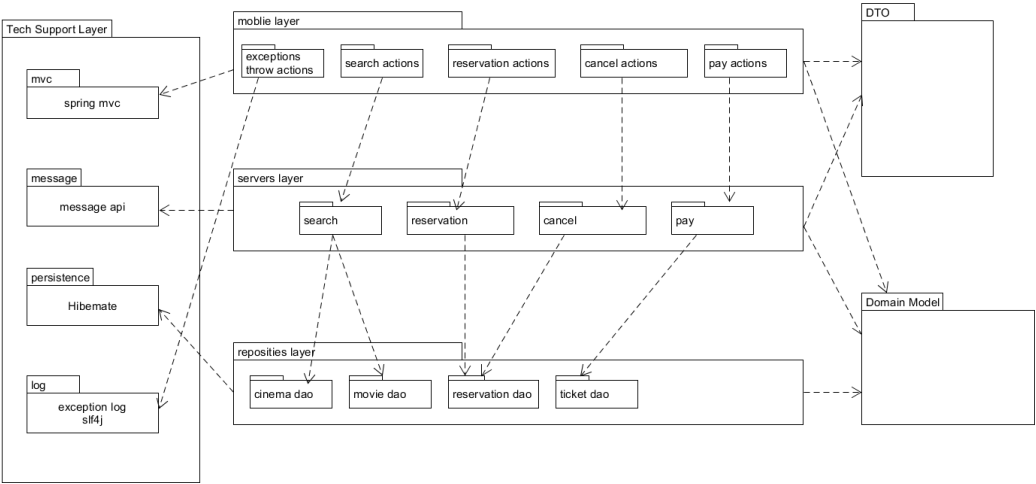 moblie layer
DTO
Tech Support Layer
exceptions
throw actions
search actions
reservation actions
cancel actions
pay actions
mvc
spring mvc
message
message api
servers layer
search
reservation
cancel
pay
persistence
Hibernate
Domain Model
reposities layer
log
exception log
slf4j
cinema dao
movie dao
reservation dao
ticket dao